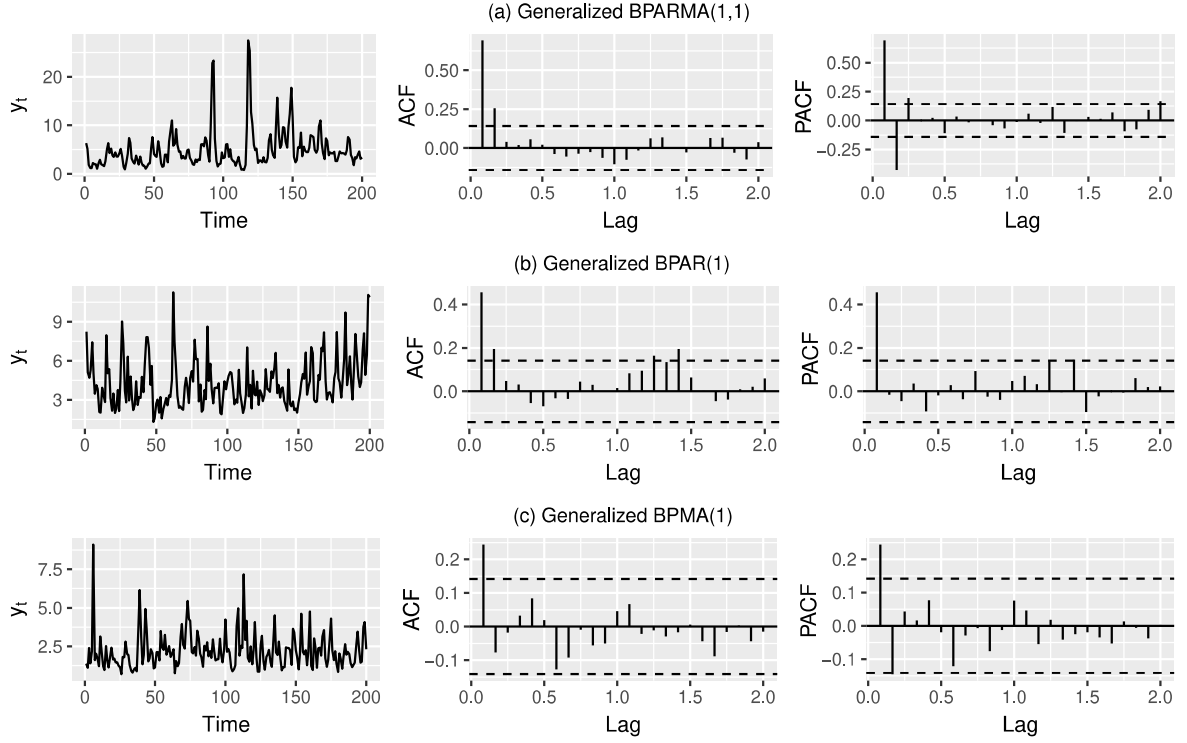 (a) Generalized BPARMA(1,1)
20
10
0
0 50 100 150 200
y_t
Time
0.50
0.25
0.00
0.0 0.5 1.0 1.5 2.0
ACF
Lag
0.50
0.25
0.00
−0.25
0.0 0.5 1.0 1.5 2.0
PACF
Lag
(b) Generalized BPAR(1)
9
6
3
0 50 100 150 200
y_t
Time
0.4
0.2
0.0
0.0 0.5 1.0 1.5 2.0
ACF
Lag
0.4
0.2
0.0
0.0 0.5 1.0 1.5 2.0
PACF
Lag
(c) Generalized BPMA(1)
7.5
5.0
2.5
0 50 100 150 200
y_t
Time
0.2
0.1
0.0
−0.1
0.0 0.5 1.0 1.5 2.0
ACF
Lag
0.2
0.1
0.0
−0.1
0.0 0.5 1.0 1.5 2.0
PACF
Lag